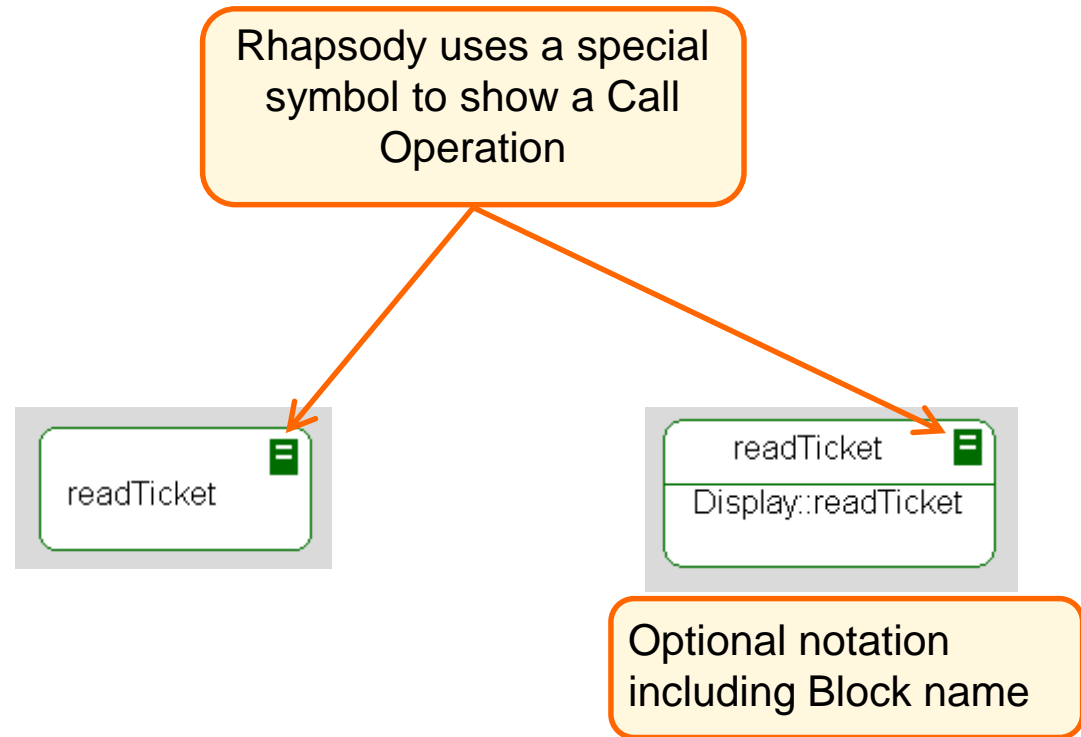 Rhapsody uses a special
symbol to show a Call
Operation
readTicket
readTicket
Display::readTicket
Optional notation
including Block name